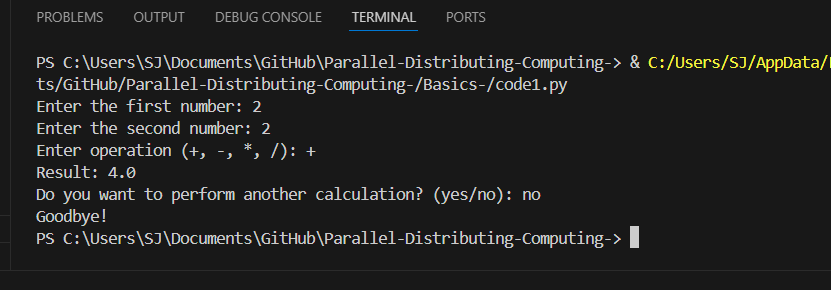 PROBLEMS OUTPUT DEBUG CONSOLE TERMINAL PORTS
PS C:\Users\SJ\Documents\GitHub\Parallel-Distributing-Computing-> & C:/Users/SJ/AppData/
ts/GitHub/Parallel-Distributing-Computing-/Basics-/code1.py
Enter the first number: 2
Enter the second number: 2
Enter operation (+, -, *, /): +
Result: 4.0
Do you want to perform another calculation? (yes/no): no
Goodbye!
PS C:\Users\SJ\Documents\GitHub\Parallel-Distributing-Computing->